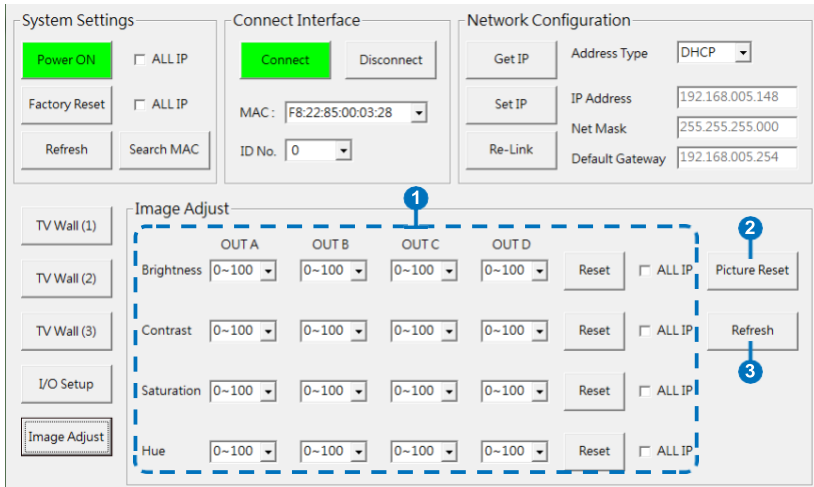 System Settings
Power ON
ALL IP
Factory Reset
ALL IP
Refresh
Search MAC
Connect Interface
Connect
Disconnect
MAC : F8:22:85:00:03:28
ID No. 0
Network Configuration
Get IP
Address Type DHCP
Set IP
IP Address 192.168.005.148
Net Mask 255.255.255.000
Re-Link
Default Gateway 192.168.005.254
TV Wall (1)
TV Wall (2)
TV Wall (3)
I/O Setup
Image Adjust
Image Adjust
1
OUT A OUT B OUT C OUT D
Brightness 0~100 0~100 0~100 0~100 Reset ALL IP
Contrast 0~100 0~100 0~100 0~100 Reset ALL IP
Saturation 0~100 0~100 0~100 0~100 Reset ALL IP
Hue 0~100 0~100 0~100 0~100 Reset ALL IP
2
Picture Reset
Refresh
3